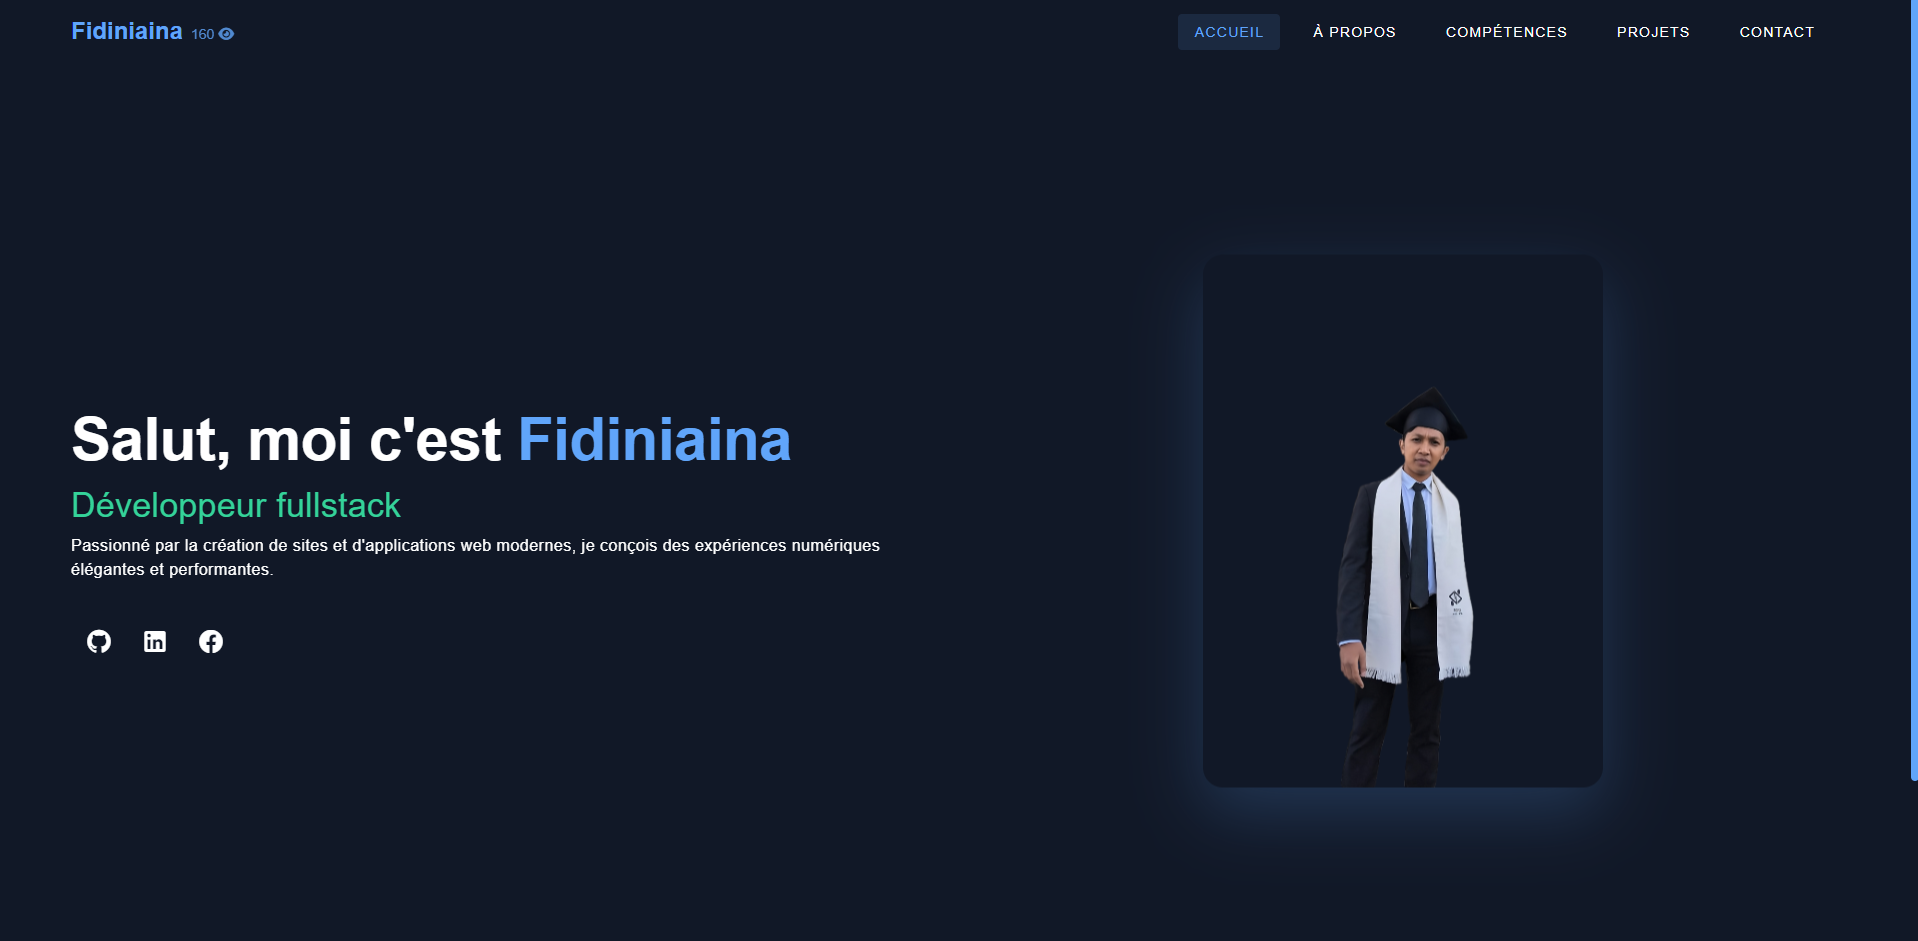 Fidiniaina 160
ACCUEIL
À PROPOS
COMPÉTENCES
PROJETS
CONTACT
Salut, moi c'est Fidiniaina
Développeur fullstack
Passionné par la création de sites et d'applications web modernes, je conçois des expériences numériques
élégantes et performantes.